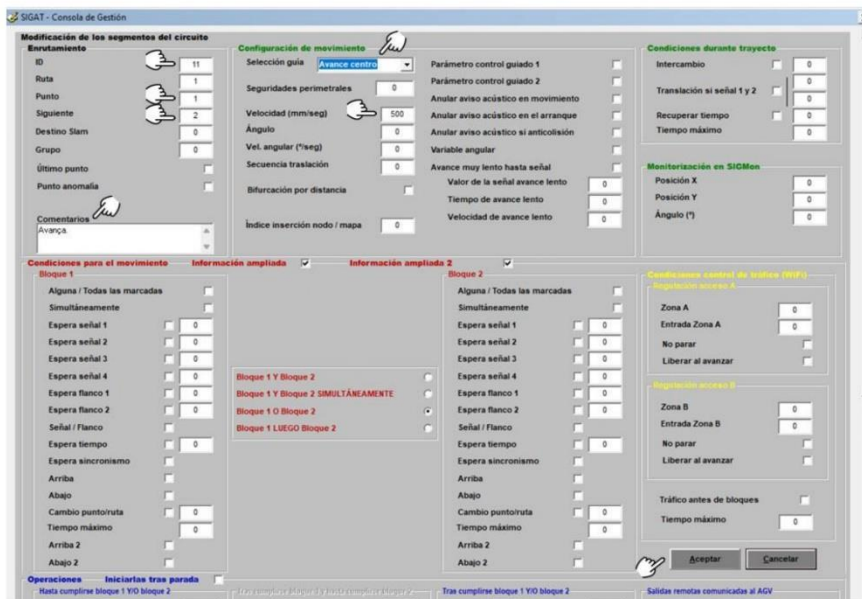 SIGAT - Consola de Gestión
Modificación de los segmentos del circuito
Enrutamiento
ID 11
Ruta 1
Punto 1
Siguiente 2
Destino Slam 0
Grupo 0
Último punto
Punto anomalía
Comentarios
Avança.
Configuración de movimiento
Selección guía Avance centro
Seguridades perimetrales 0
Velocidad (mm/seg) 500
Ángulo 0
Vel. angular (º/seg) 0
Secuencia traslación 0
Bifurcación por distancia
Índice inserción nodo / mapa 0
Parámetro control guiado 1
Parámetro control guiado 2
Anular aviso acústico en movimiento
Anular aviso acústico en el arranque
Anular aviso acústico si anticolisión
Variable angular
Avance muy lento hasta señal
Valor de la señal avance lento 0
Tiempo de avance lento 0
Velocidad de avance lento 0
Condiciones durante trayecto
Intercambio 0
Translación si señal 1 y 2 0
0
Recuperar tiempo 0
Tiempo máximo 0
Monitorización en SIGMon
Posición X 0
Posición Y 0
Ángulo (º) 0
Condiciones para el movimiento Información ampliada Información ampliada 2
Bloque 1
Alguna / Todas las marcadas
Simultáneamente
Espera señal 1 0
Espera señal 2 0
Espera señal 3 0
Espera señal 4 0
Espera flanco 1 0
Espera flanco 2 0
Señal / Flanco
Espera tiempo 0
Espera sincronismo
Arriba
Abajo
Cambio punto/ruta 0
Tiempo máximo 0
Arriba 2
Abajo 2
Bloque 1 Y Bloque 2
Bloque 1 Y Bloque 2 SIMULTÁNEAMENTE
Bloque 1 O Bloque 2
Bloque 1 LUEGO Bloque 2
Bloque 2
Alguna / Todas las marcadas
Simultáneamente
Espera señal 1 0
Espera señal 2 0
Espera señal 3 0
Espera señal 4 0
Espera flanco 1 0
Espera flanco 2 0
Señal / Flanco
Espera tiempo 0
Espera sincronismo
Arriba
Abajo
Cambio punto/ruta 0
Tiempo máximo 0
Arriba 2
Abajo 2
Condiciones control de tráfico (WiFi)
Regulación acceso A
Zona A 0
Entrada Zona A 0
No parar
Liberar al avanzar
Regulación acceso B
Zona B 0
Entrada Zona B 0
No parar
Liberar al avanzar
Tráfico antes de bloques
Tiempo máximo 0
Aceptar Cancelar
Operaciones Iniciarlas tras parada
Hasta cumplirse bloque 1 Y/O bloque 2
Tras cumplirse bloque 1 y hasta cumplirse bloque 2
Tras cumplirse bloque 1 Y/O bloque 2
Salidas remotas comunicadas al AGV